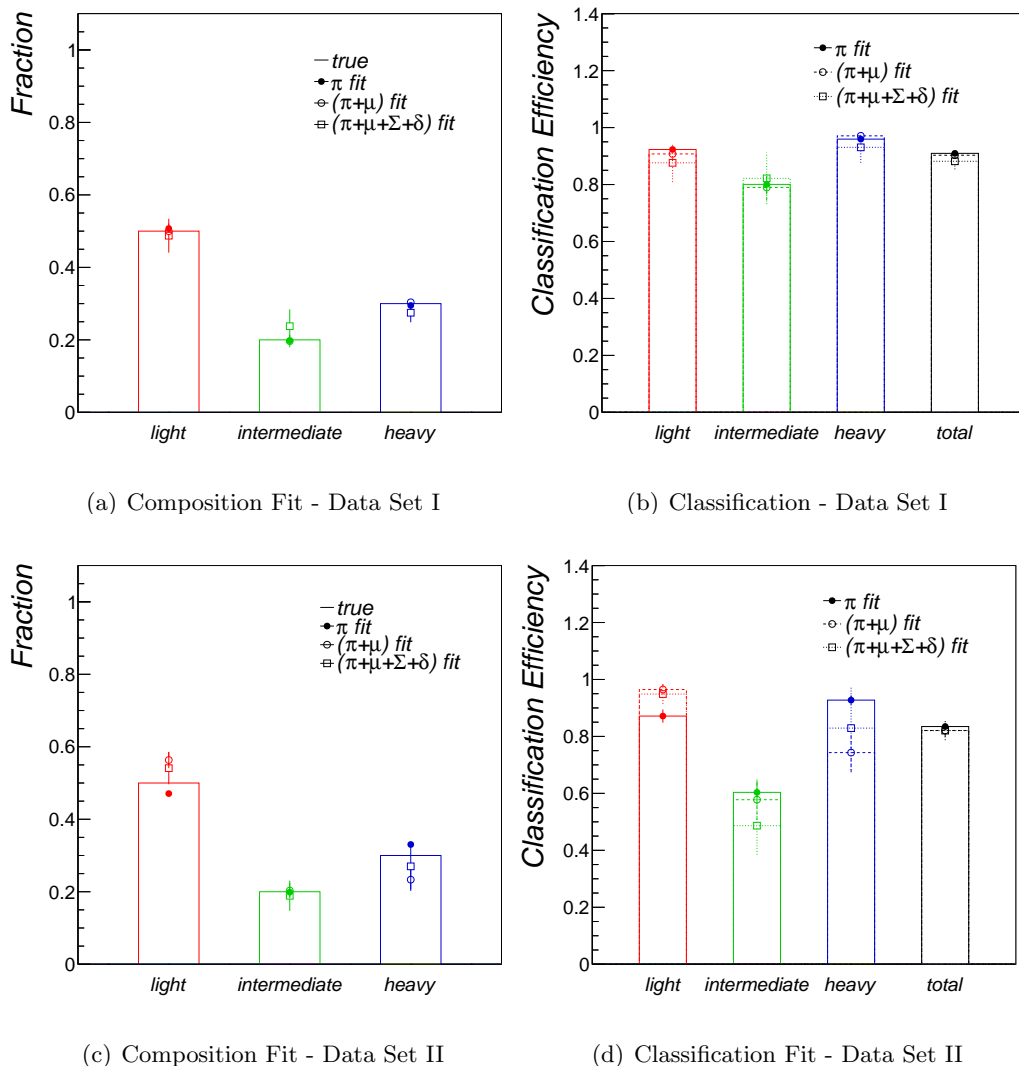 Fraction
1
0.8
0.6
0.4
0.2
0
true
π fit
(π+μ) fit
(π+μ+Σ+δ) fit
light intermediate heavy
(a) Composition Fit - Data Set I
Classification Efficiency
1.4
1.2
1
0.8
0.6
0.4
0.2
0
π fit
(π+μ) fit
(π+μ+Σ+δ) fit
light intermediate heavy total
(b) Classification - Data Set I
Fraction
1
0.8
0.6
0.4
0.2
0
true
π fit
(π+μ) fit
(π+μ+Σ+δ) fit
light intermediate heavy
(c) Composition Fit - Data Set II
Classification Efficiency
1.4
1.2
1
0.8
0.6
0.4
0.2
0
π fit
(π+μ) fit
(π+μ+Σ+δ) fit
light intermediate heavy total
(d) Classification Fit - Data Set II